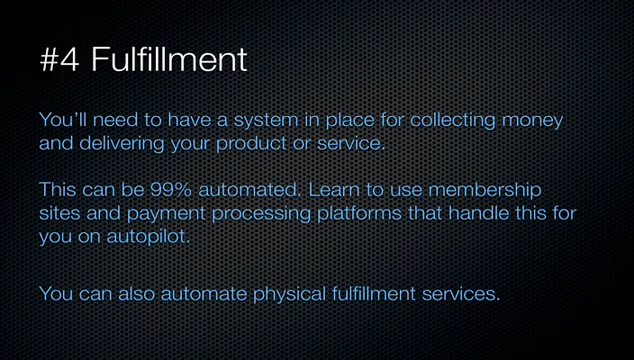 #4 Fulfillment
You'll need to have a system in place for collecting money
and delivering your product or service.
This can be 99% automated. Learn to use membership
sites and payment processing platforms that handle this for
you on autopilot.
You can also automate physical fulfillment services.